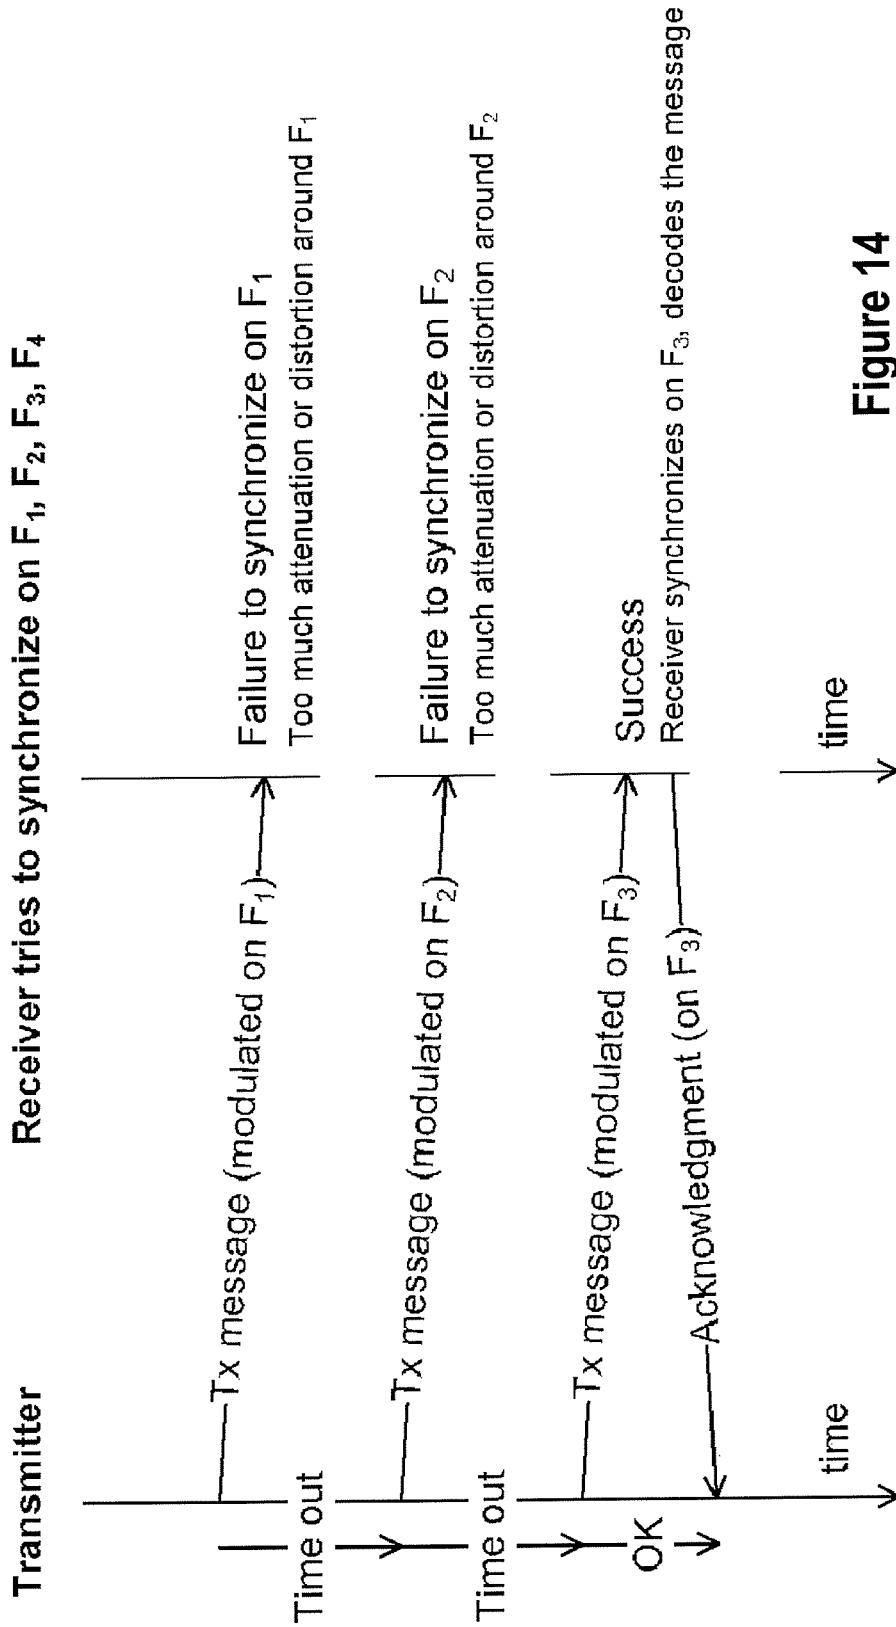 Transmitter
Receiver tries to synchronize on F₁, F₂, F₃, F₄
Tx message (modulated on F₁)
Failure to synchronize on F₁
Too much attenuation or distortion around F₁
Time out
Tx message (modulated on F₂)
Failure to synchronize on F₂
Too much attenuation or distortion around F₂
Time out
Tx message (modulated on F₃)
Success
Receiver synchronizes on F₃, decodes the message
OK
Acknowledgment (on F₃)
time
time
Figure 14